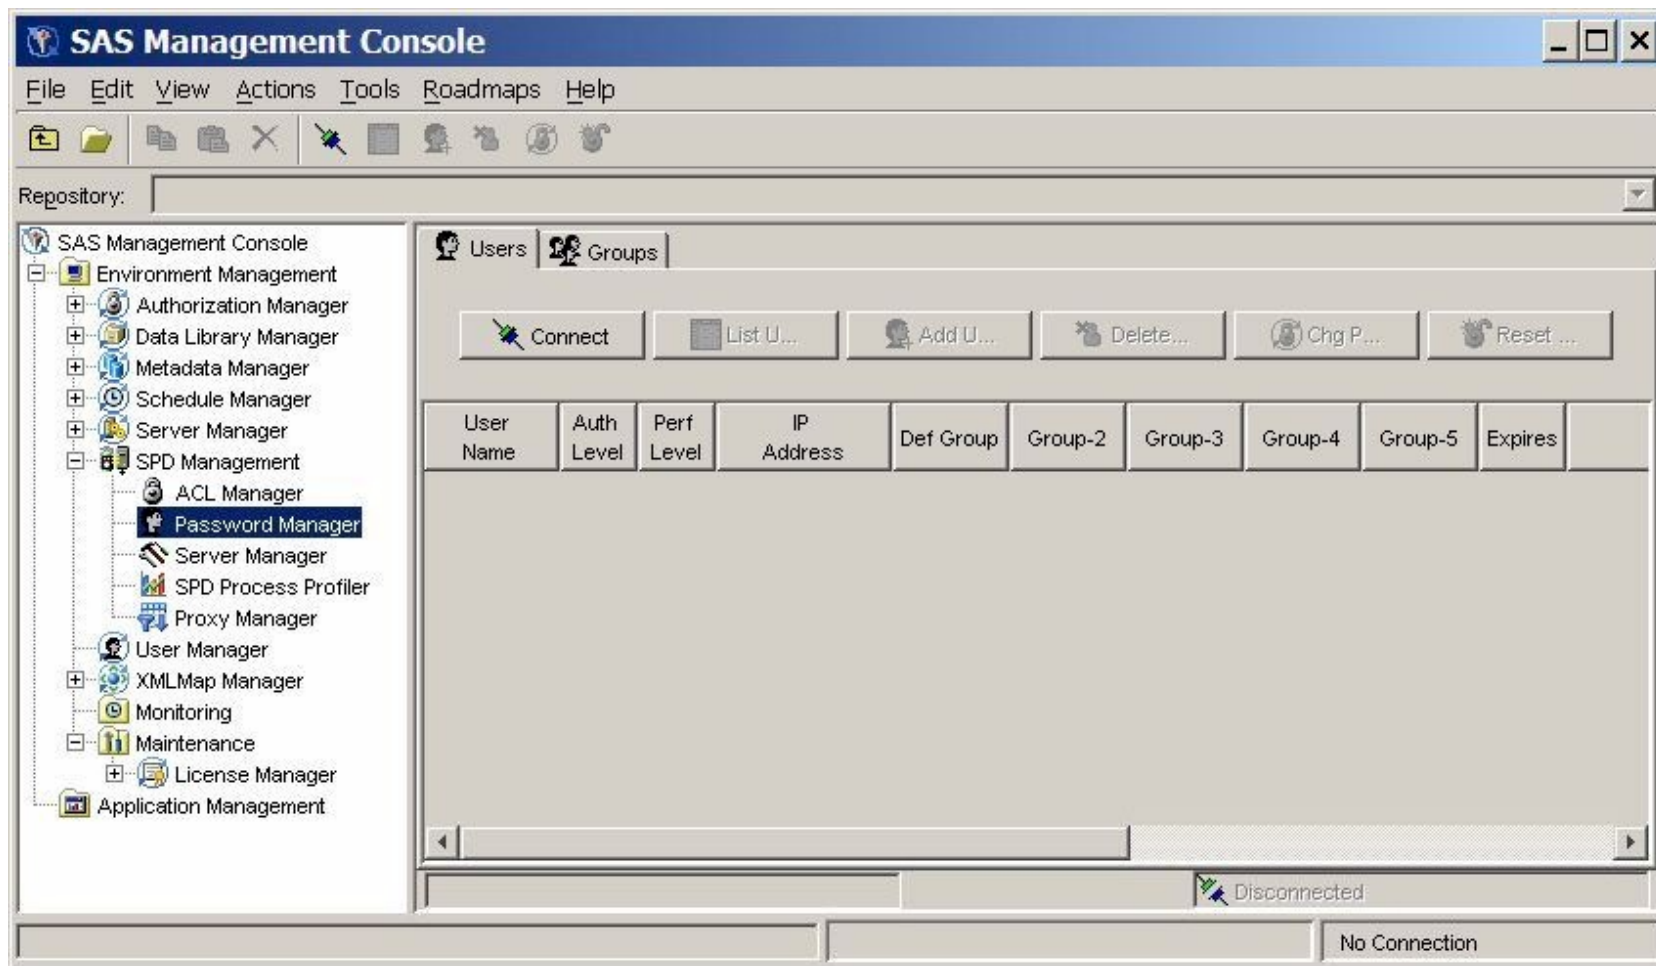 SAS Management Console
File Edit View Actions Tools Roadmaps Help
Repository:
SAS Management Console
Environment Management
Authorization Manager
Data Library Manager
Metadata Manager
Schedule Manager
Server Manager
SPD Management
ACL Manager
Password Manager
Server Manager
SPD Process Profiler
Proxy Manager
User Manager
XMLMap Manager
Monitoring
Maintenance
License Manager
Application Management
Users Groups
Connect List U... Add U... Delete... Chg P... Reset ...
User Name Auth Level Perf Level IP Address Def Group Group-2 Group-3 Group-4 Group-5 Expires
Disconnected
No Connection